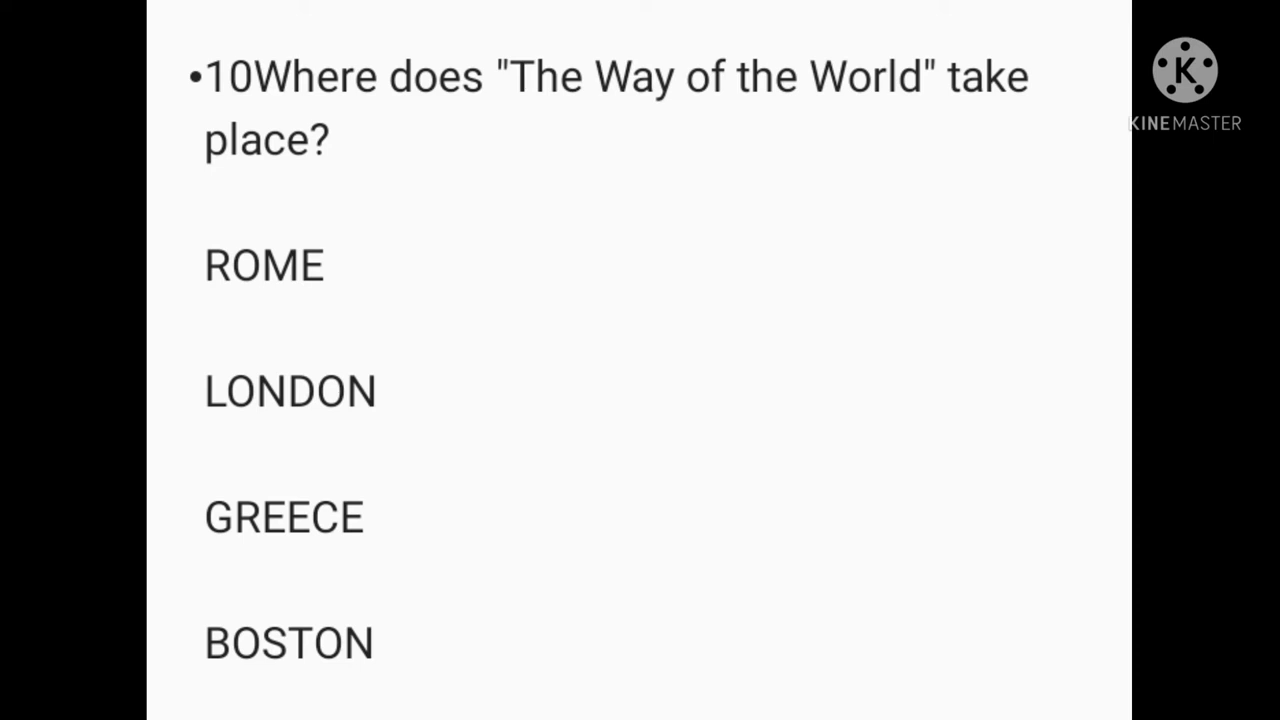 •10Where does "The Way of the World" take
place?
ROME
LONDON
GREECE
BOSTON
K
KINEMASTER